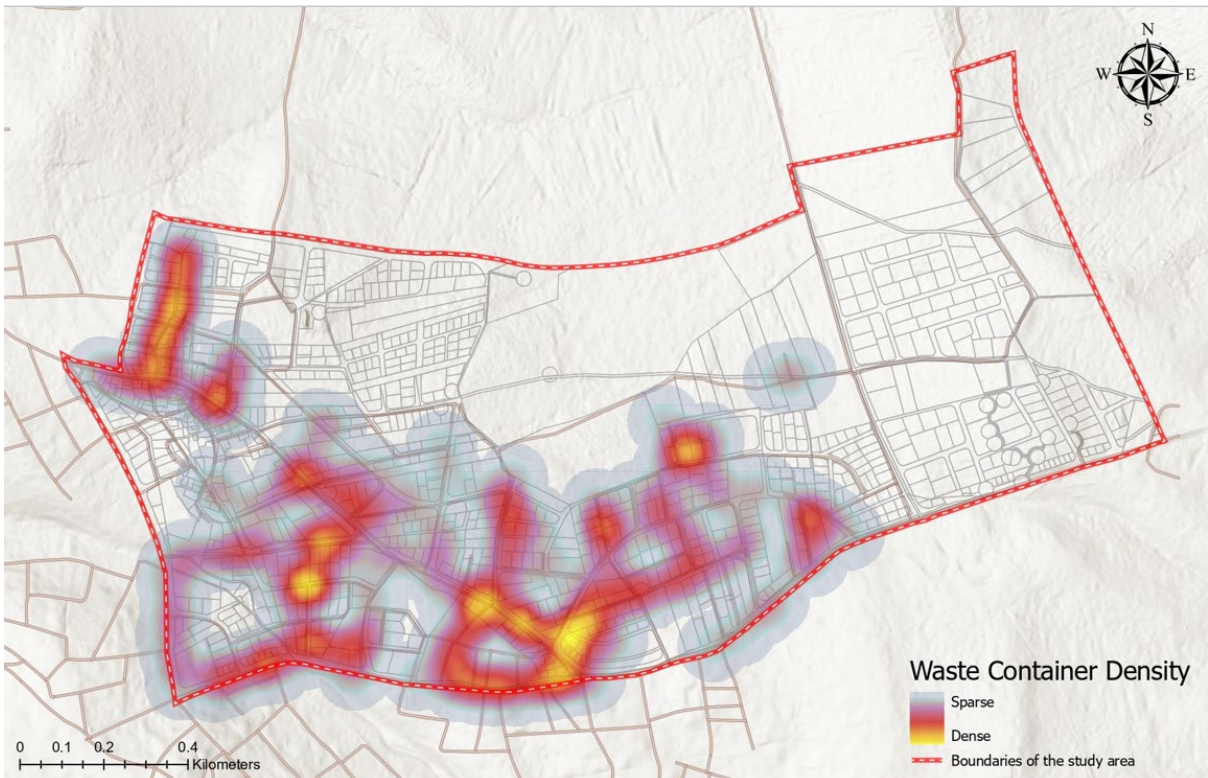 N
W E
S
Waste Container Density
Sparse
Dense
Boundaries of the study area
0 0.1 0.2 0.4
Kilometers